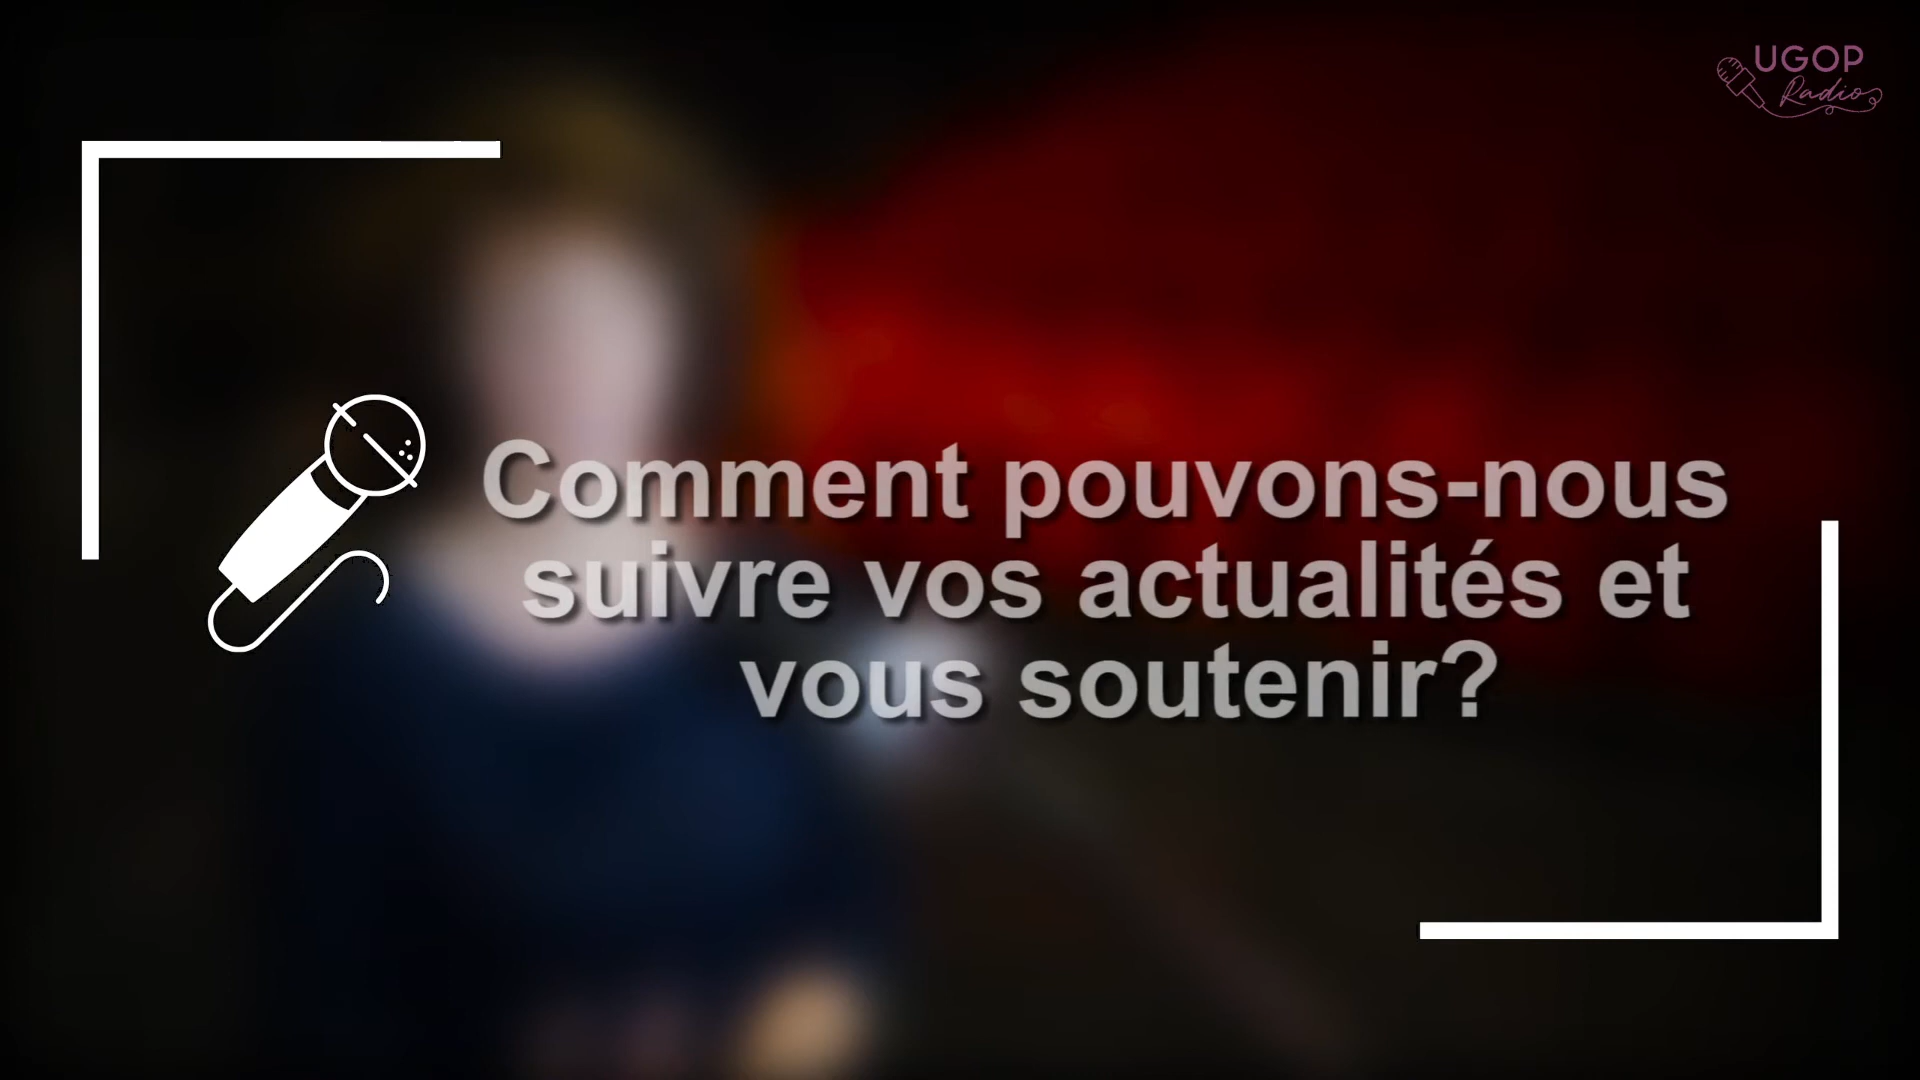 UGOP
Radio
Comment pouvons-nous
suivre vos actualités et
vous soutenir?